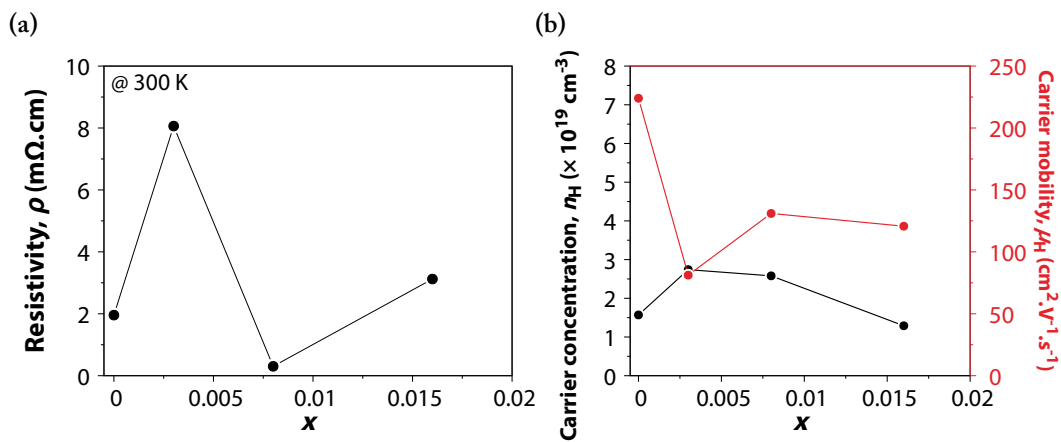 (a)
Resistivity, ρ (mΩ.cm)
10
8
6
4
2
0
@ 300 K
0 0.005 0.01 0.015 0.02
x
(b)
Carrier concentration, nH (× 10¹⁹ cm⁻³)
8
7
6
5
4
3
2
1
0
250
200
150
100
50
0
Carrier mobility, μH (cm².V⁻¹.s⁻¹)
0 0.005 0.01 0.015 0.02
x